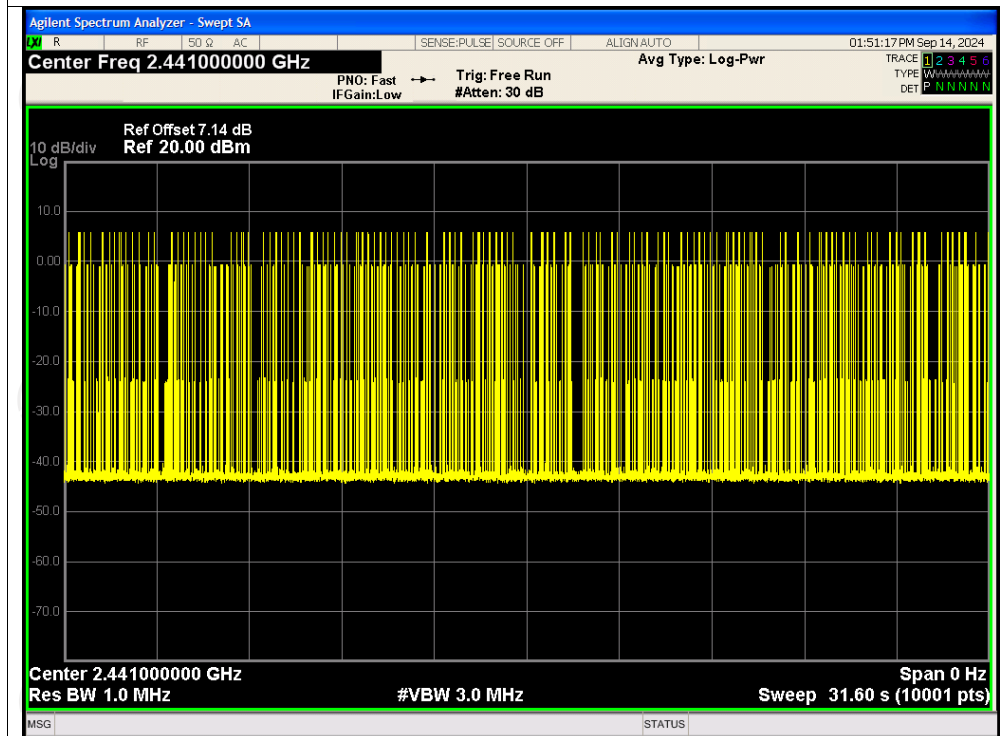 Agilent Spectrum Analyzer - Swept SA
LXI R RF 50 Ω AC SENSE:PULSE SOURCE OFF ALIGN AUTO 01:51:17 PM Sep 14, 2024
Center Freq 2.441000000 GHz
Avg Type: Log-Pwr
TRACE 1 2 3 4 5 6
PNO: Fast Trig: Free Run
TYPE WWWWWWW
IFGain:Low #Atten: 30 dB
DET P N N N N N
Ref Offset 7.14 dB
10 dB/div Ref 20.00 dBm
Log
10.0
0.00
-10.0
-20.0
-30.0
-40.0
-50.0
-60.0
-70.0
Center 2.441000000 GHz Span 0 Hz
Res BW 1.0 MHz #VBW 3.0 MHz Sweep 31.60 s (10001 pts)
MSG STATUS